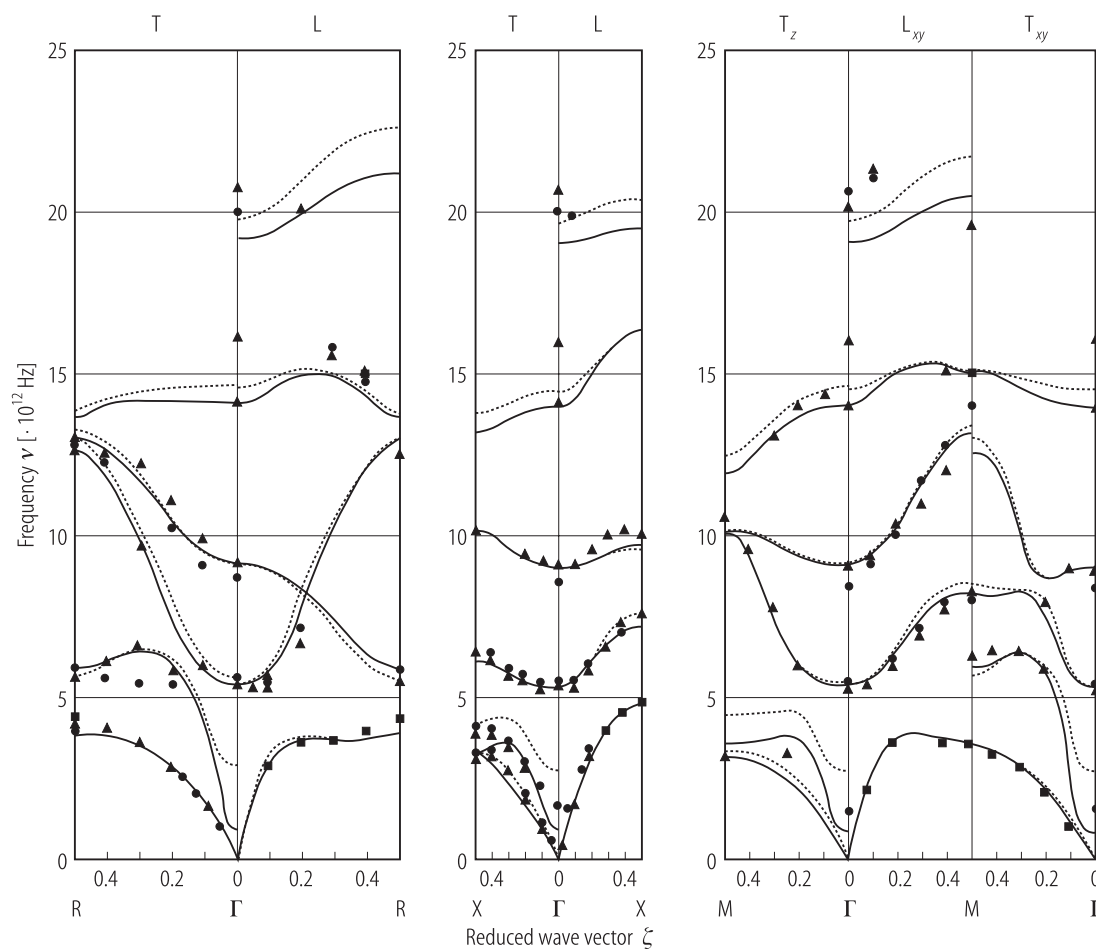 T L T L T_z L_xy T_xy
25 25 25
20 20 20
15 15 15
10 10 10
5 5 5
0 0 0
Frequency ν [ · 10^12 Hz]
0.4 0.2 0 0.2 0.4 0.4 0.2 0 0.2 0.4 0.4 0.2 0 0.2 0.4 0.4 0.2 0
R Γ R X Γ X M Γ M Γ
Reduced wave vector ζ